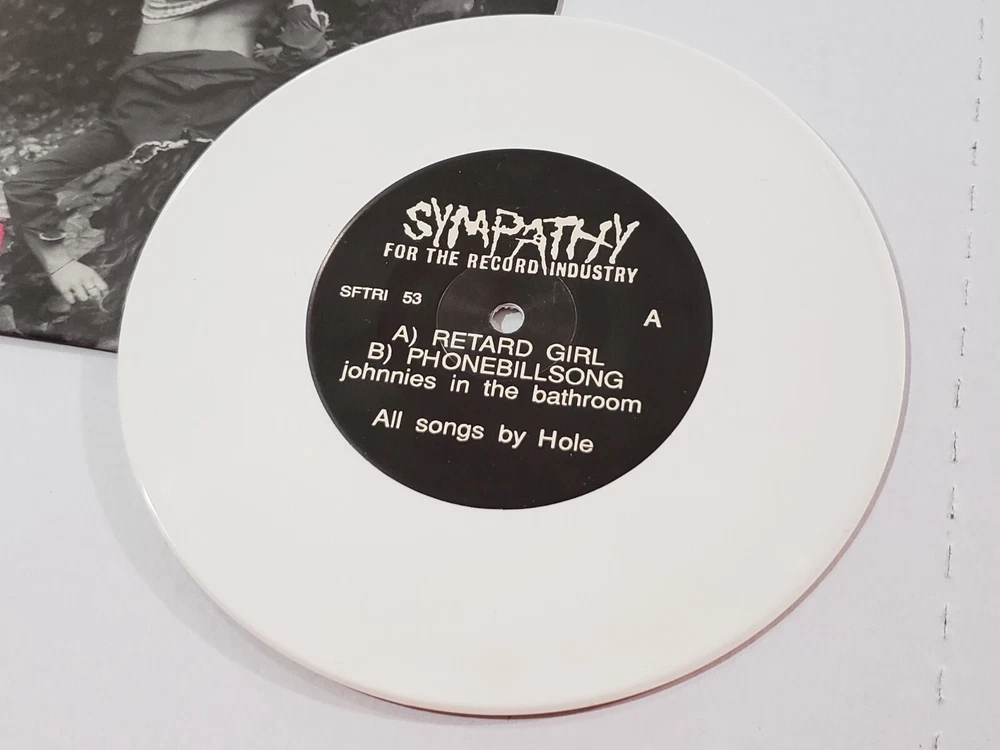 SYMPATHY
FOR THE RECORD INDUSTRY
SFTRI 53
A
A) RETARD GIRL
B) PHONEBILLSONG
johnnies in the bathroom
All songs by Hole